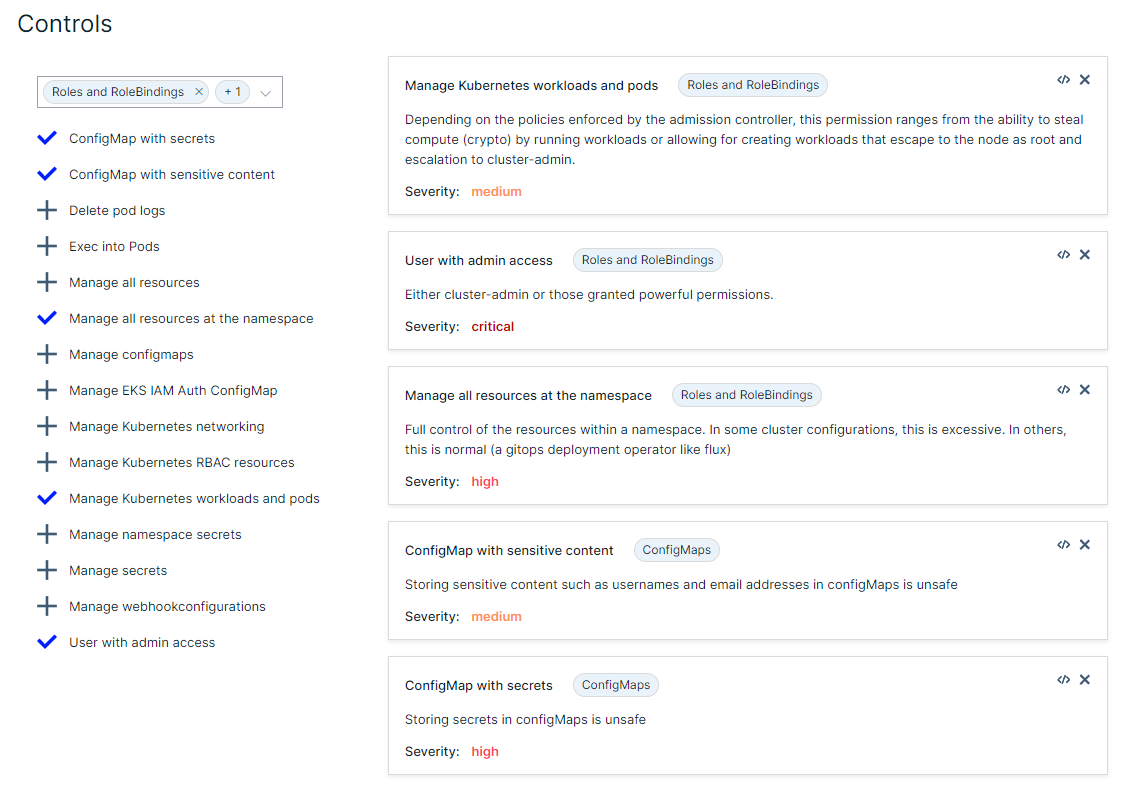 Controls
Roles and RoleBindings × + 1
ConfigMap with secrets
ConfigMap with sensitive content
Delete pod logs
Exec into Pods
Manage all resources
Manage all resources at the namespace
Manage configmaps
Manage EKS IAM Auth ConfigMap
Manage Kubernetes networking
Manage Kubernetes RBAC resources
Manage Kubernetes workloads and pods
Manage namespace secrets
Manage secrets
Manage webhookconfigurations
User with admin access
Manage Kubernetes workloads and pods Roles and RoleBindings </> ×
Depending on the policies enforced by the admission controller, this permission ranges from the ability to steal
compute (crypto) by running workloads or allowing for creating workloads that escape to the node as root and
escalation to cluster-admin.
Severity: medium
User with admin access Roles and RoleBindings </> ×
Either cluster-admin or those granted powerful permissions.
Severity: critical
Manage all resources at the namespace Roles and RoleBindings </> ×
Full control of the resources within a namespace. In some cluster configurations, this is excessive. In others,
this is normal (a gitops deployment operator like flux)
Severity: high
ConfigMap with sensitive content ConfigMaps </> ×
Storing sensitive content such as usernames and email addresses in configMaps is unsafe
Severity: medium
ConfigMap with secrets ConfigMaps </> ×
Storing secrets in configMaps is unsafe
Severity: high